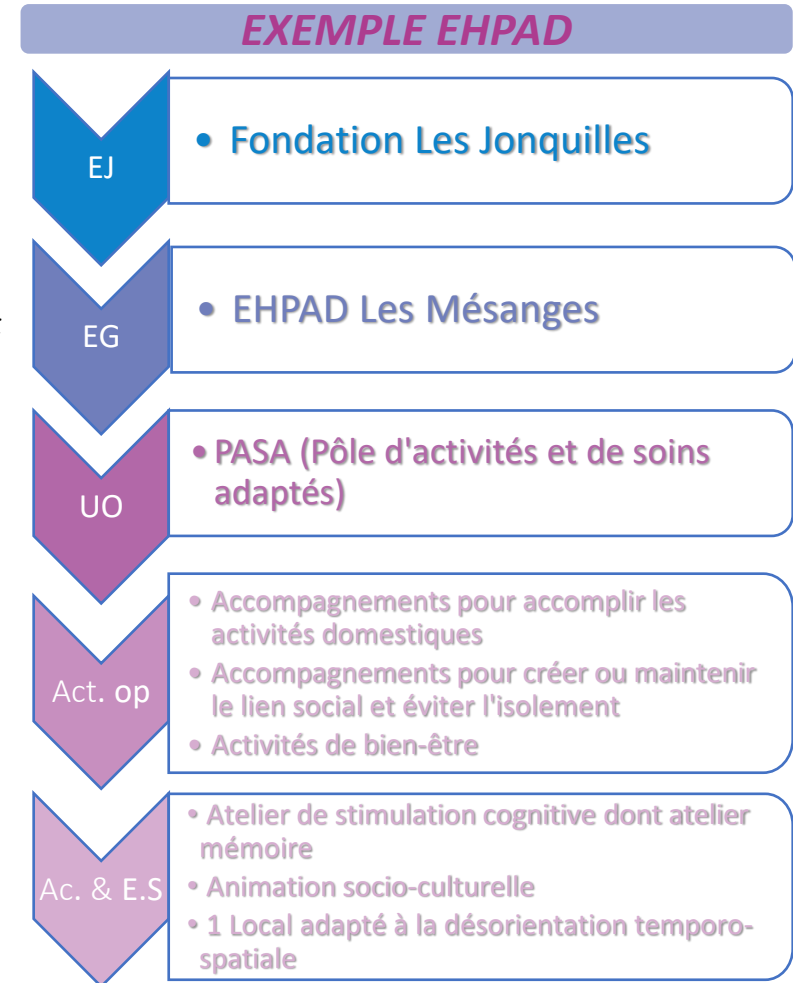 EXEMPLE EHPAD
EJ
• Fondation Les Jonquilles
EG
• EHPAD Les Mésanges
UO
• PASA (Pôle d'activités et de soins
adaptés)
Act. op
• Accompagnements pour accomplir les
activités domestiques
• Accompagnements pour créer ou maintenir
le lien social et éviter l'isolement
• Activités de bien-être
Ac. & E.S
• Atelier de stimulation cognitive dont atelier
mémoire
• Animation socio-culturelle
• 1 Local adapté à la désorientation temporo-
spatiale